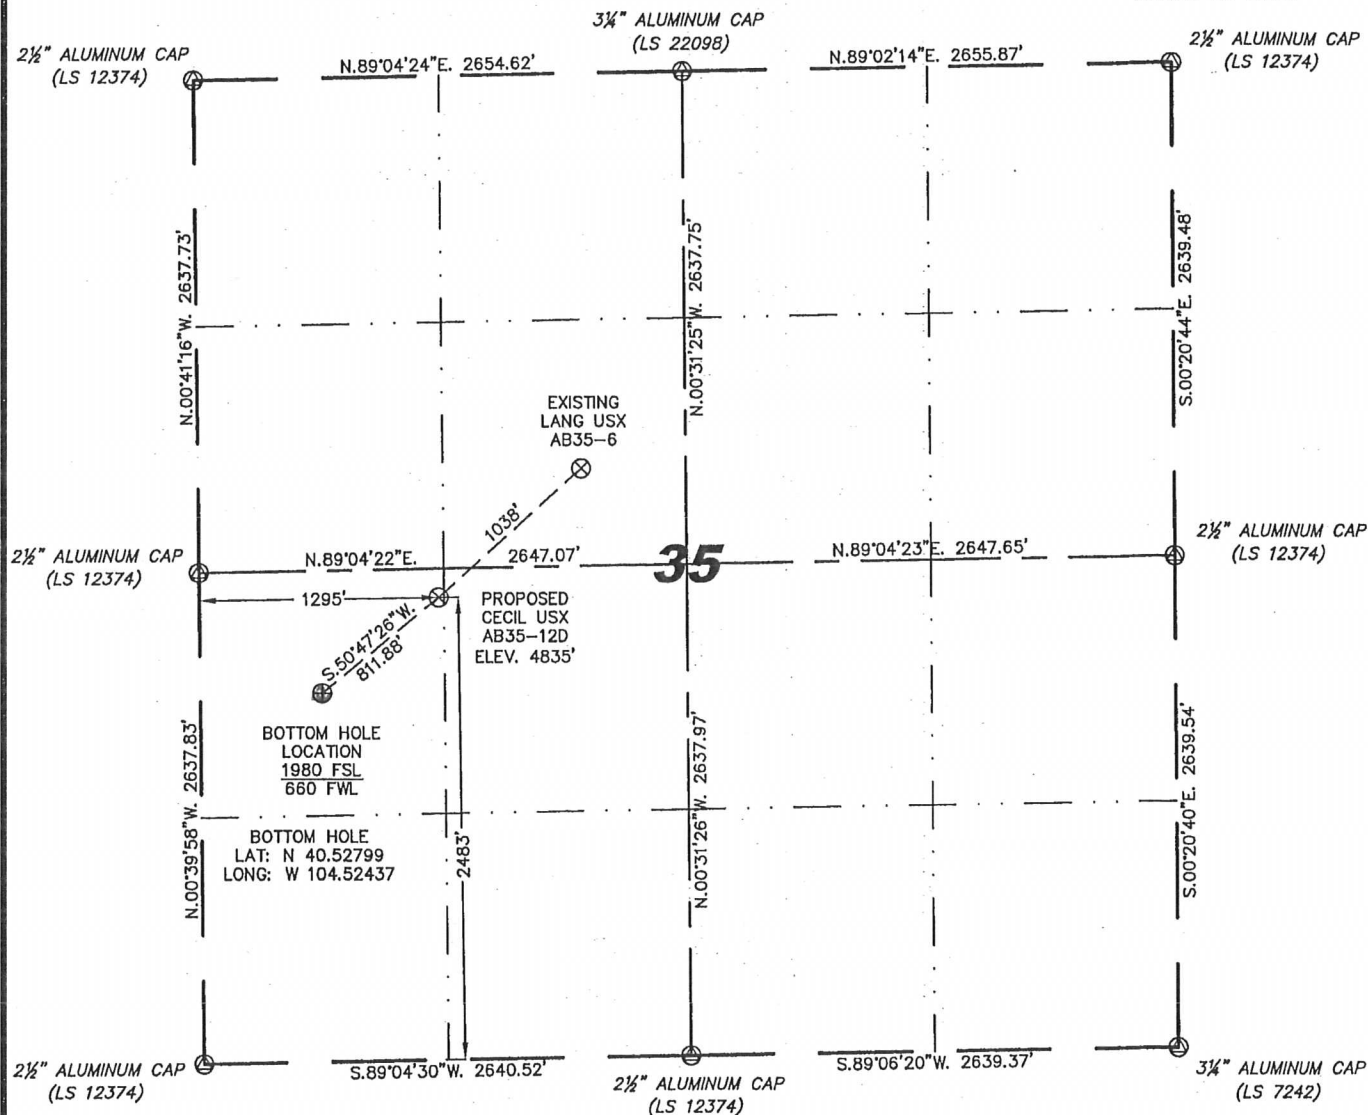 3¼" ALUMINUM CAP
(LS 22098)
2½" ALUMINUM CAP
(LS 12374)
N.89°04'24"E. 2654.62'
N.89°02'14"E. 2655.87'
2½" ALUMINUM CAP
(LS 12374)
N.00°41'16"W. 2637.73'
N.00°31'25"W. 2637.75'
S.00°20'44"E. 2639.48'
EXISTING
LANG USX
AB35-6
1038'
2½" ALUMINUM CAP
(LS 12374)
N.89°04'22"E. 2647.07'
35
N.89°04'23"E. 2647.65'
2½" ALUMINUM CAP
(LS 12374)
1295'
PROPOSED
CECIL USX
AB35-12D
ELEV. 4835'
S.50°47'26"W.
811.88'
BOTTOM HOLE
LOCATION
1980 FSL
660 FWL
N.00°39'58"W. 2637.83'
BOTTOM HOLE
LAT: N 40.52799
LONG: W 104.52437
2483'
N.00°31'26"W. 2637.97'
S.00°20'40"E. 2639.54'
2½" ALUMINUM CAP
(LS 12374)
S.89°04'30"W. 2640.52'
2½" ALUMINUM CAP
(LS 12374)
S.89°06'20"W. 2639.37'
3¼" ALUMINUM CAP
(LS 7242)